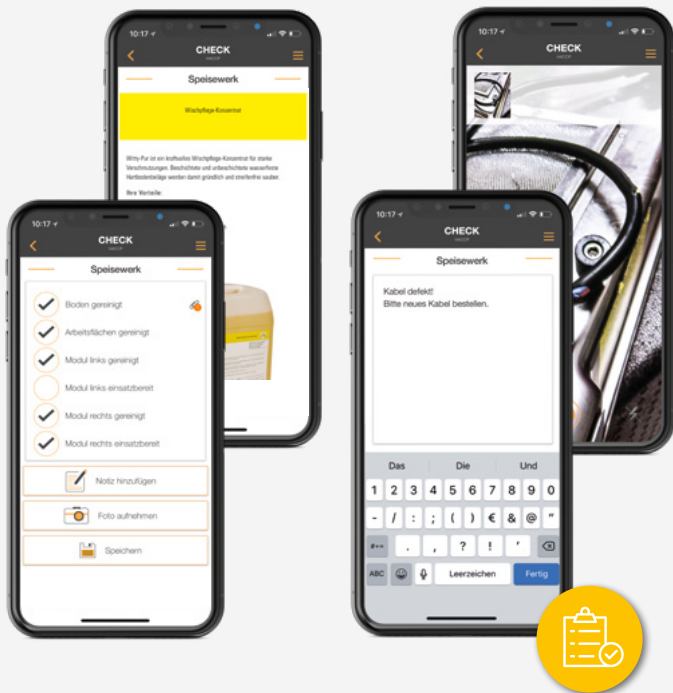 10:17
CHECK
HACCP
Speisewerk
Wischpflege-Konzentrat
Witty-Pur ist ein kraftvolles Wischpflege-Konzentrat für starke
Verschmutzungen. Beschichtete und unbeschichtete wasserfeste
Hartbodenbeläge werden damit gründlich und streifenfrei sauber.
Ihre Vorteile:
10:17
CHECK
HACCP
10:17
CHECK
HACCP
Speisewerk
Boden gereinigt
Arbeitsflächen gereinigt
Modul links gereinigt
Modul links einsatzbereit
Modul rechts gereinigt
Modul rechts einsatzbereit
Notiz hinzufügen
Foto aufnehmen
Speichern
10:17
CHECK
HACCP
Speisewerk
Kabel defekt!
Bitte neues Kabel bestellen.
Das Die Und
1 2 3 4 5 6 7 8 9 0
- / : ; ( ) € & @ "
#+= . , ? ! '
ABC Leerzeichen Fertig